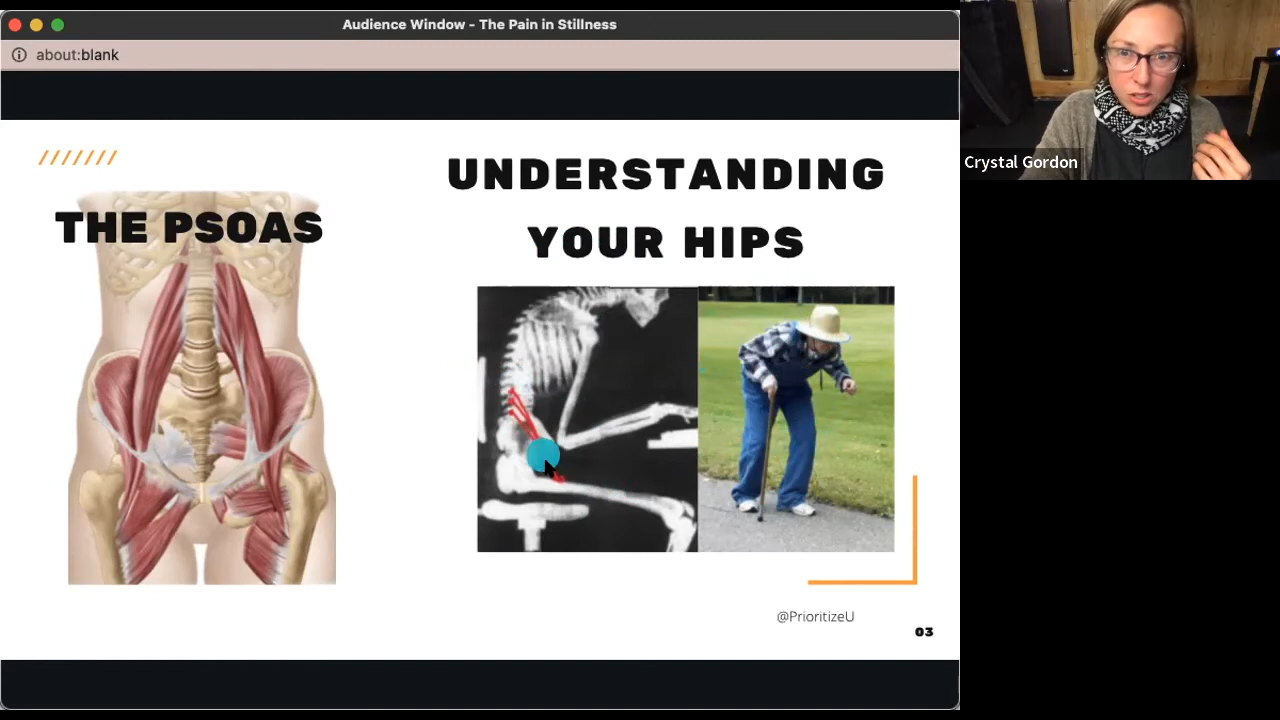 Audience Window - The Pain in Stillness
about:blank
THE PSOAS
UNDERSTANDING
YOUR HIPS
@PrioritizeU
03
Crystal Gordon